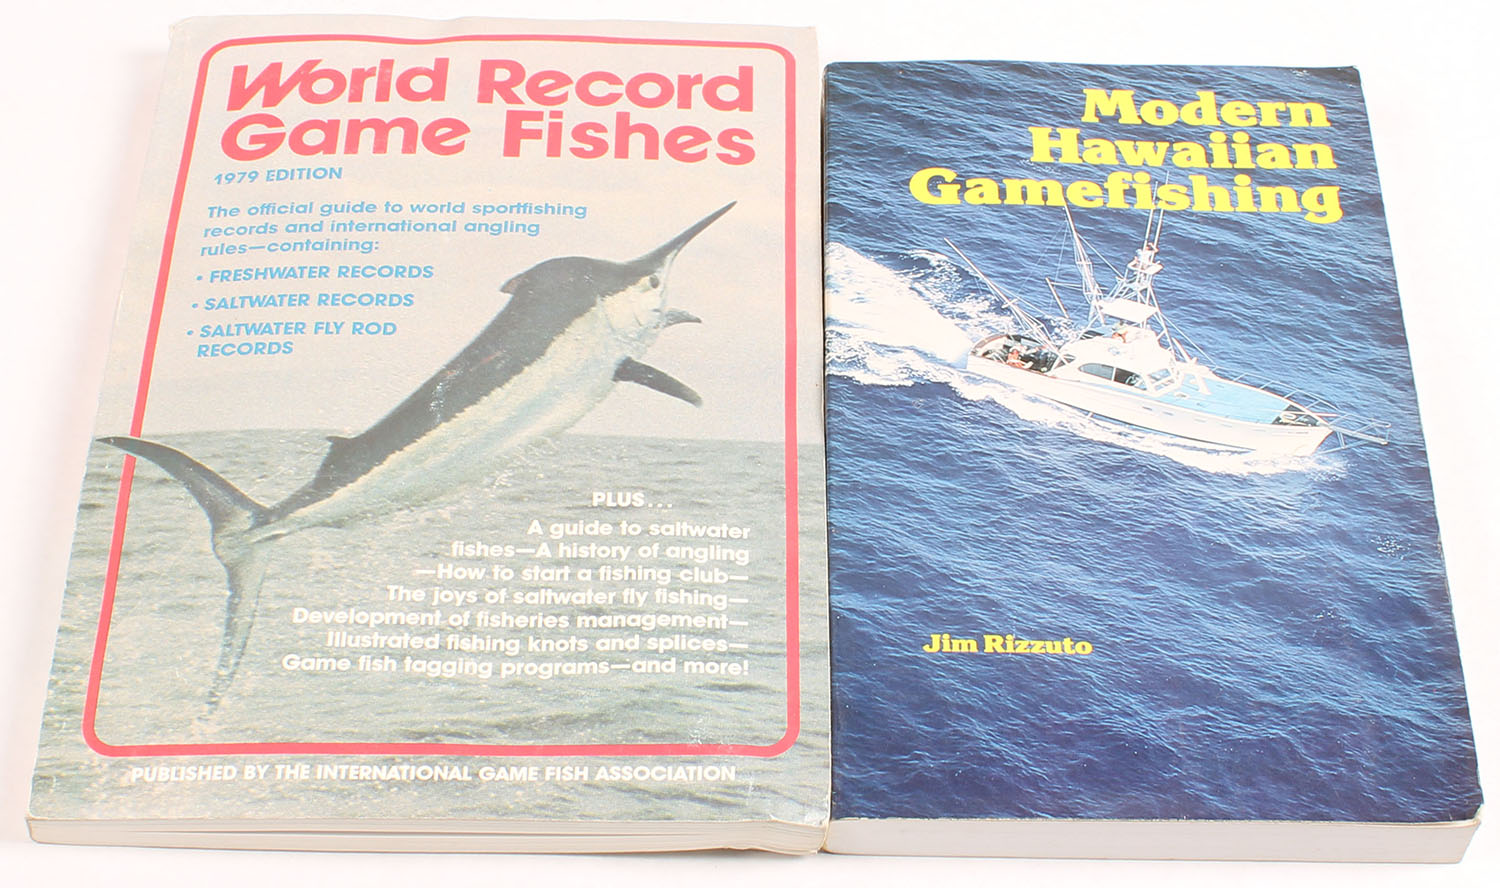 World Record
Game Fishes
1979 EDITION
The official guide to world sportfishing
records and international angling
rules—containing:
• FRESHWATER RECORDS
• SALTWATER RECORDS
• SALTWATER FLY ROD
RECORDS
PLUS...
A guide to saltwater
fishes—A history of angling
—How to start a fishing club—
The joys of saltwater fly fishing—
Development of fisheries management—
Illustrated fishing knots and splices—
Game fish tagging programs—and more!
PUBLISHED BY THE INTERNATIONAL GAME FISH ASSOCIATION
Modern
Hawaiian
Gamefishing
Jim Rizzuto